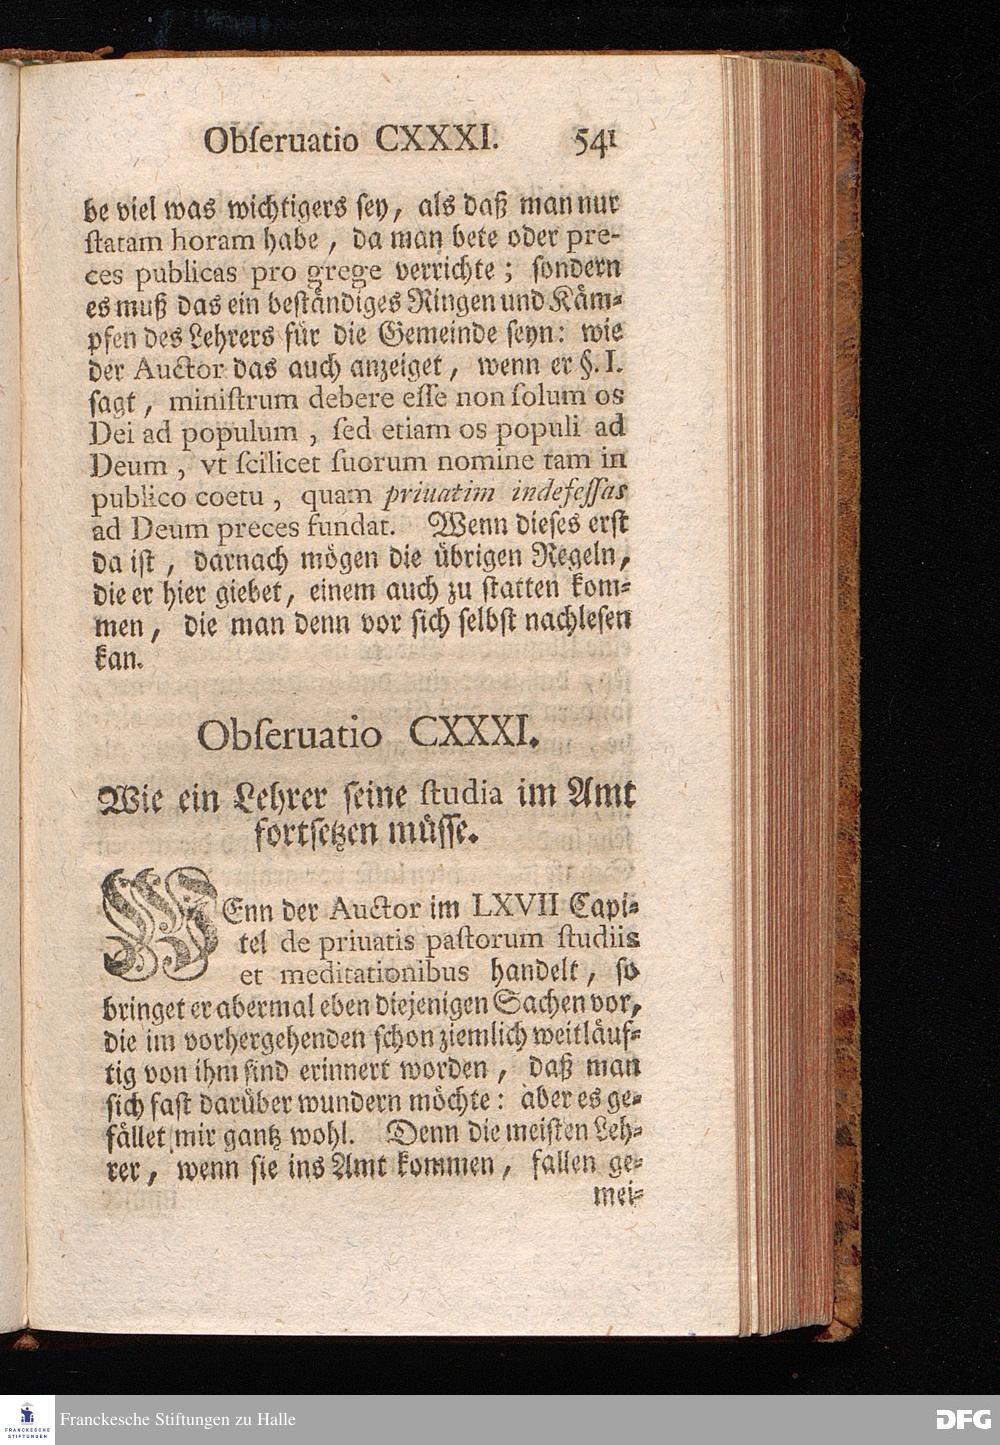 Obſeruatio CXXXI. 541
be viel was wichtigers ſey, als daß man nur
ſtatam horam habe, da man bete oder pre-
ces publicas pro grege verrichte; ſondern
es muß das ein beſtändiges Ringen und Käm-
pfen des Lehrers für die Gemeinde ſeyn: wie
der Auctor das auch anzeiget, wenn er §. I.
ſagt, miniſtrum debere eſſe non ſolum os
Dei ad populum, ſed etiam os populi ad
Deum, vt ſcilicet ſuorum nomine tam in
publico coetu, quam priuatim indefeſſas
ad Deum preces fundat. Wenn dieſes erſt
da iſt, darnach mögen die übrigen Regeln,
die er hier giebet, einem auch zu ſtatten kom-
men, die man denn vor ſich ſelbſt nachleſen
kan.
Obſeruatio CXXXI.
Wie ein Lehrer ſeine ſtudia im Amt
fortſetzen müſſe.
WEnn der Auctor im LXVII Capi-
tel de priuatis paſtorum ſtudiis
et meditationibus handelt, ſo
bringet er abermal eben diejenigen Sachen vor,
die im vorhergehenden ſchon ziemlich weitläuf-
tig von ihm ſind erinnert worden, daß man
ſich faſt darüber wundern möchte: aber es ge-
fället mir gantz wohl. Denn die meiſten Leh-
rer, wenn ſie ins Amt kommen, fallen ge-
mei-
FRANCKESCHE
STIFTUNGEN
Franckesche Stiftungen zu Halle
DFG